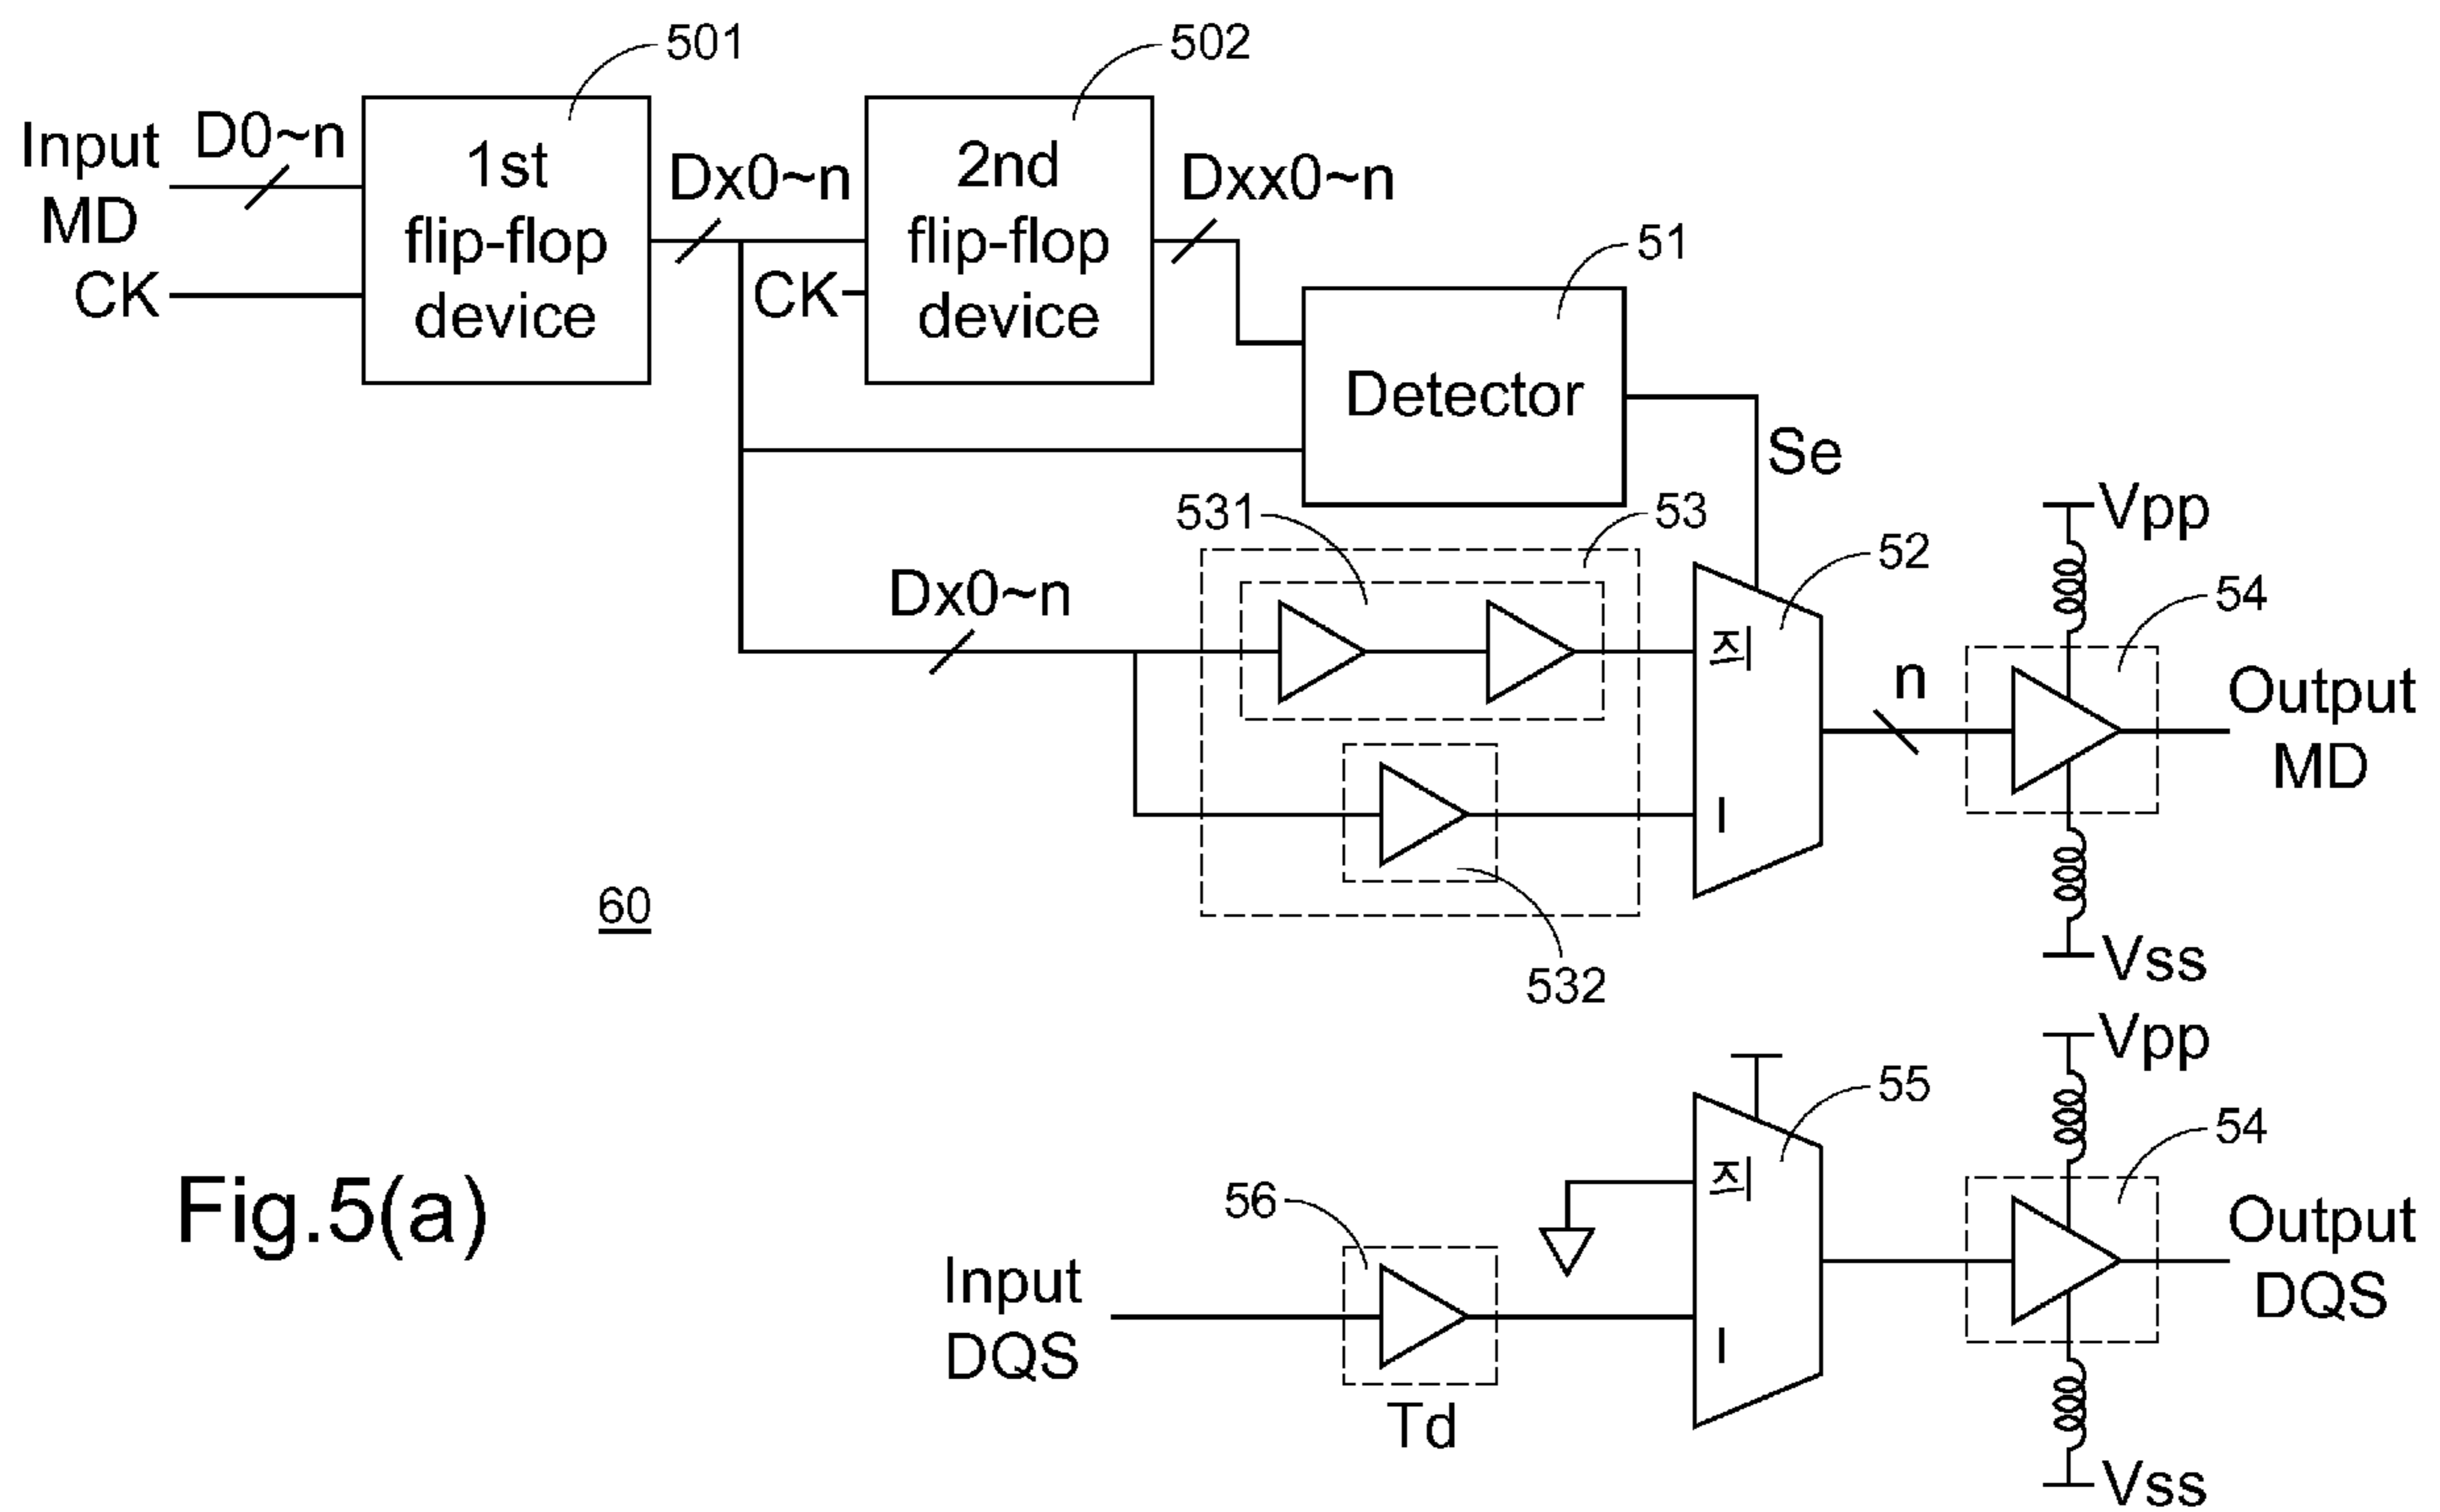 501
502
Input
MD
D0~n
CK
1st
flip-flop
device
Dx0~n
CK
2nd
flip-flop
device
Dxx0~n
51
Detector
Se
531
53
52
Vpp
54
Dx0~n
죄
I
n
Output
MD
532
Vss
60
Vpp
55
54
죄
I
56
Input
DQS
Td
Output
DQS
Vss
Fig.5(a)